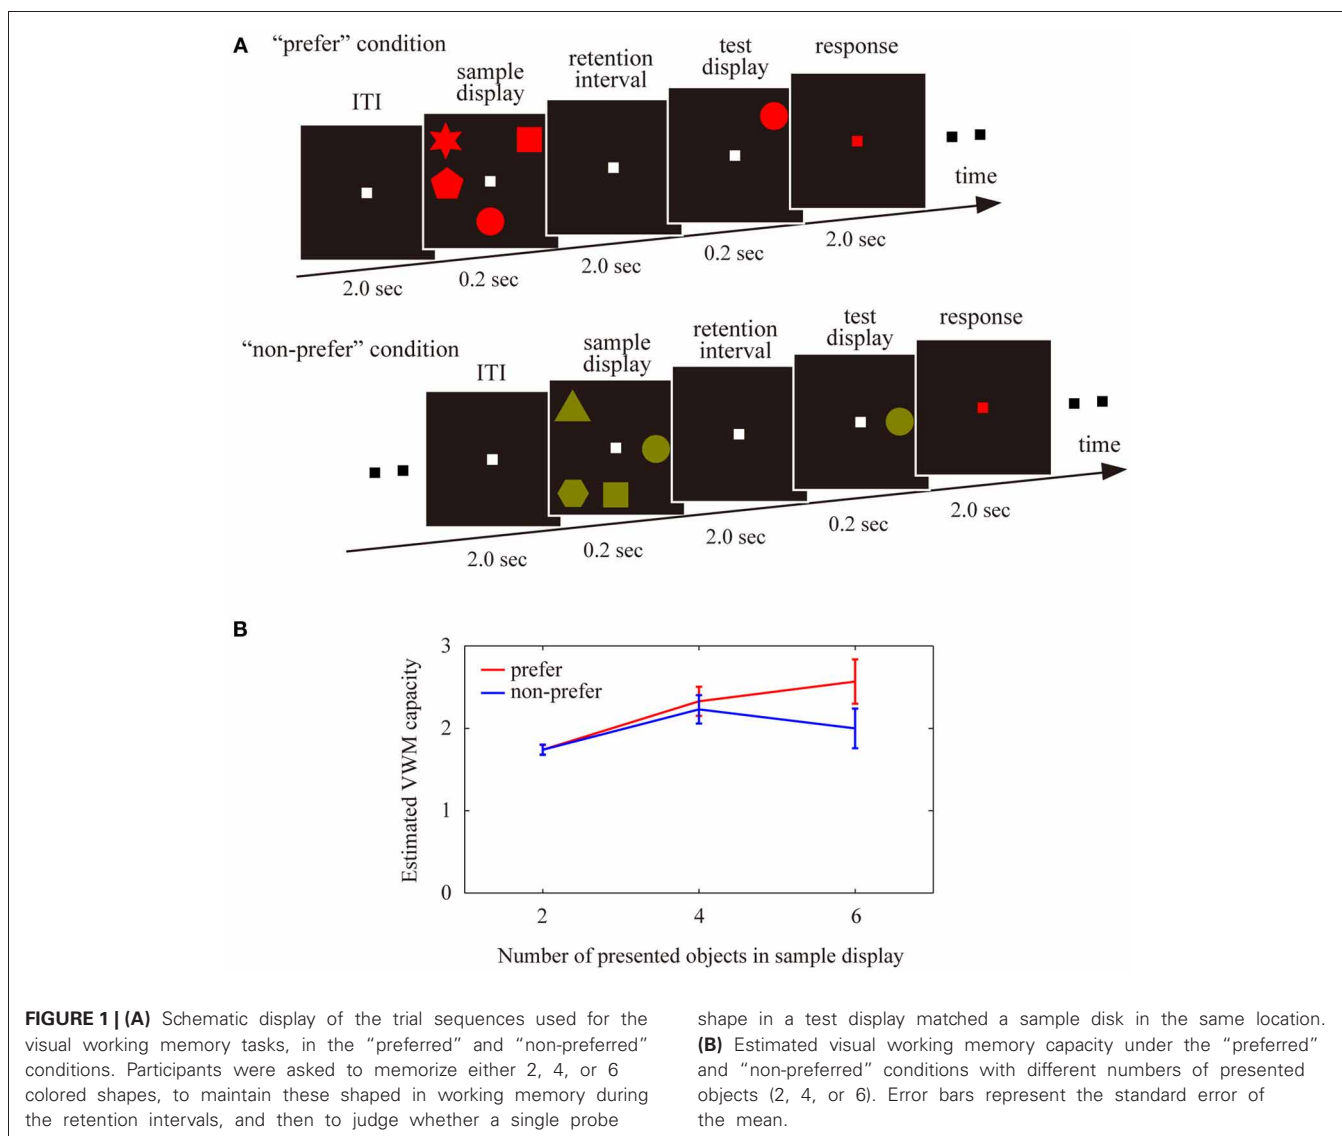 A "prefer" condition
ITI
sample
display
retention
interval
test
display
response
time
2.0 sec
0.2 sec
2.0 sec
0.2 sec
2.0 sec
"non-prefer" condition
ITI
sample
display
retention
interval
test
display
response
time
2.0 sec
0.2 sec
2.0 sec
0.2 sec
2.0 sec
B
Estimated VWM capacity
3
2
1
0
prefer
non-prefer
2 4 6
Number of presented objects in sample display
FIGURE 1 | (A) Schematic display of the trial sequences used for the
visual working memory tasks, in the "preferred" and "non-preferred"
conditions. Participants were asked to memorize either 2, 4, or 6
colored shapes, to maintain these shaped in working memory during
the retention intervals, and then to judge whether a single probe
shape in a test display matched a sample disk in the same location.
(B) Estimated visual working memory capacity under the "preferred"
and "non-preferred" conditions with different numbers of presented
objects (2, 4, or 6). Error bars represent the standard error of
the mean.